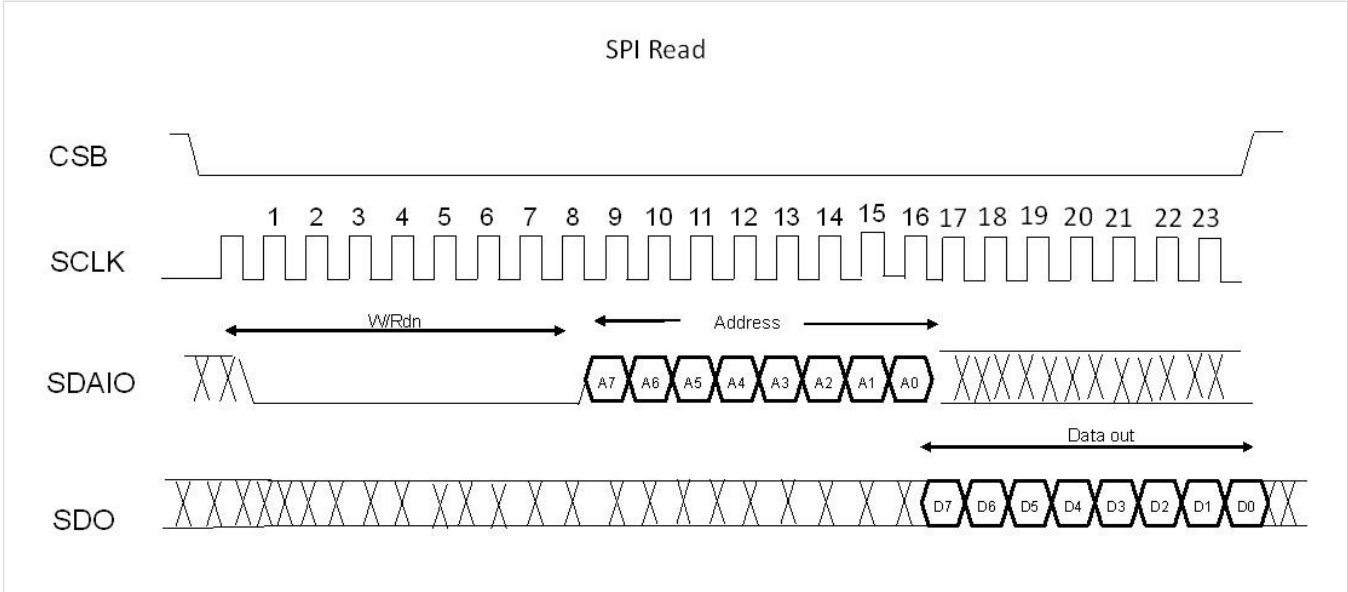 SPI Read
CSB
1 2 3 4 5 6 7 8 9 10 11 12 13 14 15 16 17 18 19 20 21 22 23
SCLK
W/Rdn Address
SDAIO A7 A6 A5 A4 A3 A2 A1 A0
Data out
SDO D7 D6 D5 D4 D3 D2 D1 D0